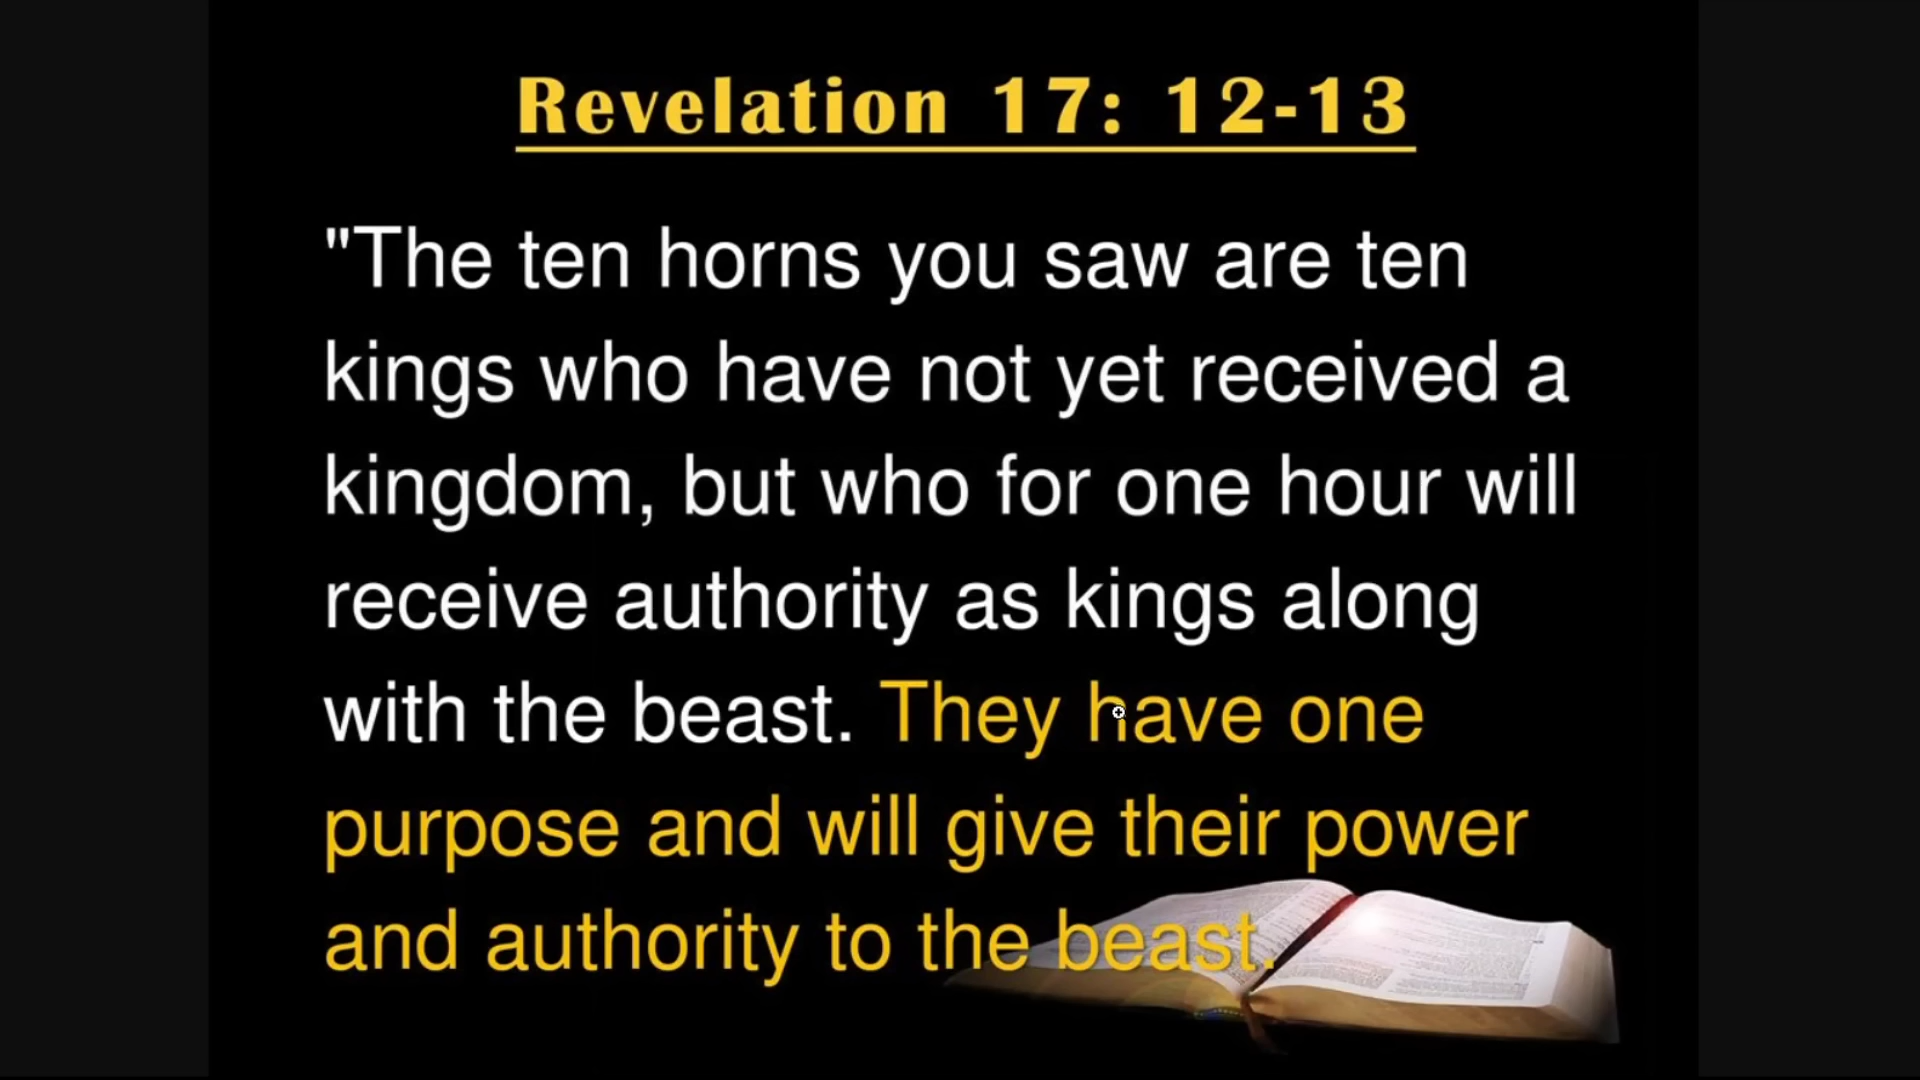 Revelation 17: 12-13
"The ten horns you saw are ten
kings who have not yet received a
kingdom, but who for one hour will
receive authority as kings along
with the beast. They have one
purpose and will give their power
and authority to the beast.